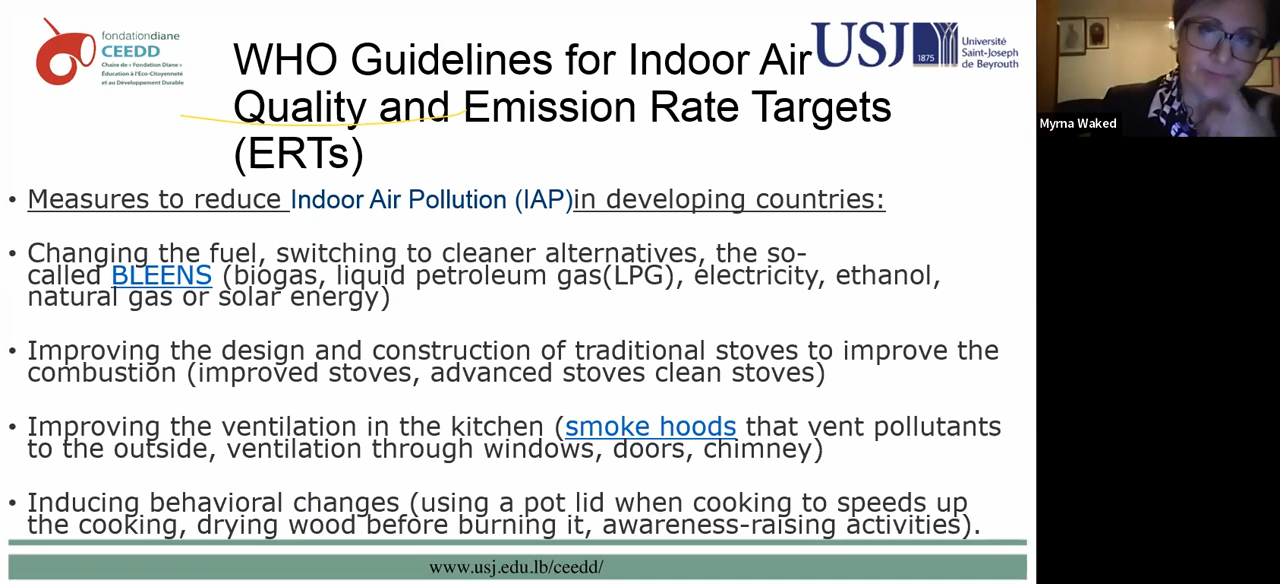 fondationdiane
CEEDD
Chaire de « Fondation Diane »
Éducation à l'Éco-Citoyenneté
et au Développement Durable
WHO Guidelines for Indoor Air
Quality and Emission Rate Targets
(ERTs)
USJ
1875
Université
Saint-Joseph
de Beyrouth
Myrna Waked
• Measures to reduce Indoor Air Pollution (IAP)in developing countries:
• Changing the fuel, switching to cleaner alternatives, the so-
called BLEENS (biogas, liquid petroleum gas(LPG), electricity, ethanol,
natural gas or solar energy)
• Improving the design and construction of traditional stoves to improve the
combustion (improved stoves, advanced stoves clean stoves)
• Improving the ventilation in the kitchen (smoke hoods that vent pollutants
to the outside, ventilation through windows, doors, chimney)
• Inducing behavioral changes (using a pot lid when cooking to speeds up
the cooking, drying wood before burning it, awareness-raising activities).
www.usj.edu.lb/ceedd/